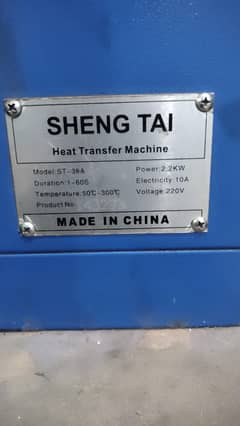 SHENG TAI
Heat Transfer Machine
Model:ST-38A Power:2.2KW
Duration:1-60S Electricity:10A
Temperature:50℃-300℃ Voltage:220V
Product No:
MADE IN CHINA